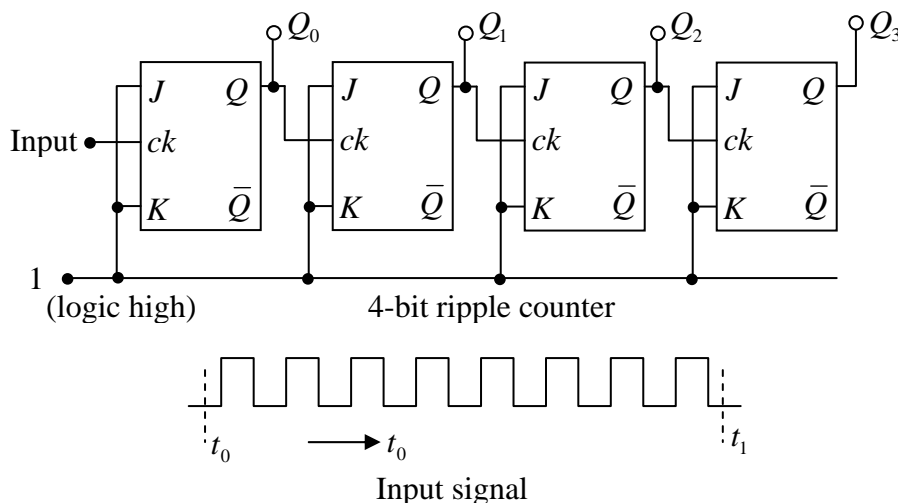 Q₀ Q₁ Q₂ Q₃
J Q J Q J Q J Q
Input ck ck ck ck
K Q̅ K Q̅ K Q̅ K Q̅
1
(logic high) 4-bit ripple counter
t₀ t₀ t₁
Input signal